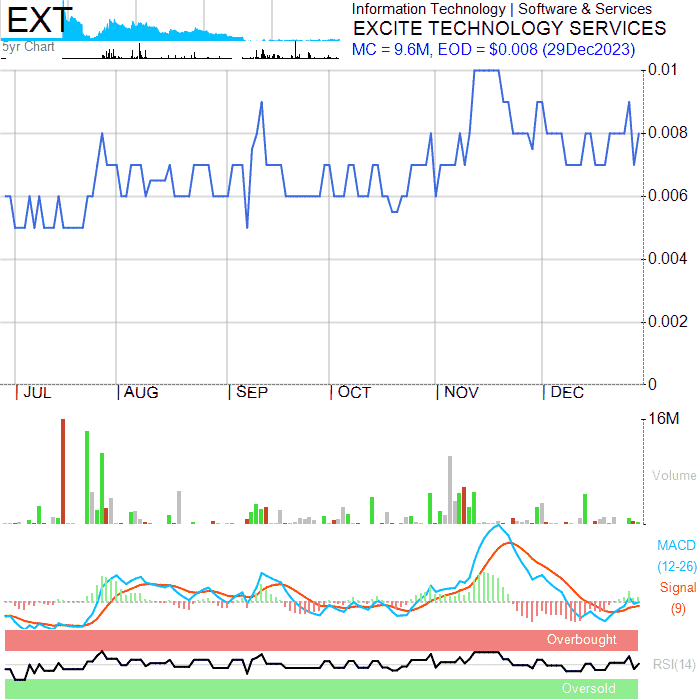 EXT
5yr Chart
Information Technology | Software & Services
EXCITE TECHNOLOGY SERVICES
MC = 9.6M, EOD = $0.008 (29Dec2023)
0.01
0.008
0.006
0.004
0.002
0
JUL AUG SEP OCT NOV DEC
16M
Volume
MACD
(12-26)
Signal
(9)
Overbought
RSI(14)
Oversold